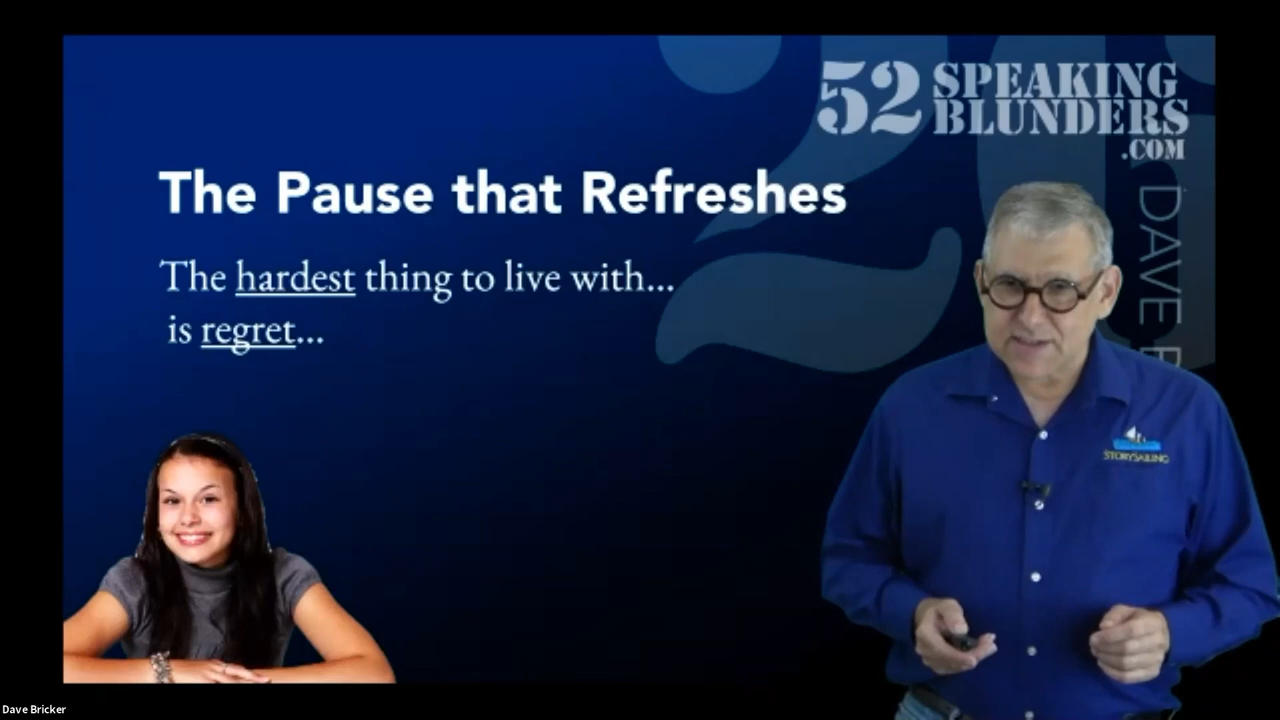 52 SPEAKING
BLUNDERS
.COM
The Pause that Refreshes
The hardest thing to live with...
is regret...
DAVE
STORYSAILING
Dave Bricker